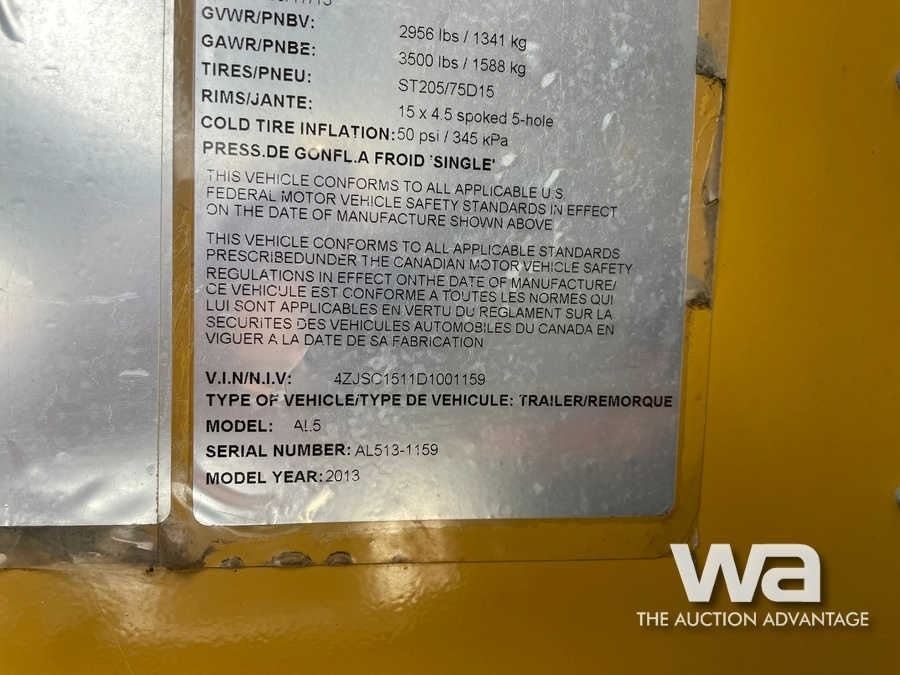 GVWR/PNBV: 2956 lbs / 1341 kg
GAWR/PNBE: 3500 lbs / 1588 kg
TIRES/PNEU: ST205/75D15
RIMS/JANTE: 15 x 4.5 spoked 5-hole
COLD TIRE INFLATION: 50 psi / 345 kPa
PRESS.DE GONFL.A FROID 'SINGLE'
THIS VEHICLE CONFORMS TO ALL APPLICABLE U.S.
FEDERAL MOTOR VEHICLE SAFETY STANDARDS IN EFFECT
ON THE DATE OF MANUFACTURE SHOWN ABOVE
THIS VEHICLE CONFORMS TO ALL APPLICABLE STANDARDS
PRESCRIBEDUNDER THE CANADIAN MOTOR VEHICLE SAFETY
REGULATIONS IN EFFECT ONTHE DATE OF MANUFACTURE/
CE VEHICULE EST CONFORME A TOUTES LES NORMES QUI
LUI SONT APPLICABLES EN VERTU DU REGLAMENT SUR LA
SECURITES DES VEHICULES AUTOMOBILES DU CANADA EN
VIGUER A LA DATE DE SA FABRICATION
V.I.N/N.I.V: 4ZJSC1511D1001159
TYPE OF VEHICLE/TYPE DE VEHICULE: TRAILER/REMORQUE
MODEL: AL5
SERIAL NUMBER: AL513-1159
MODEL YEAR: 2013
wa
THE AUCTION ADVANTAGE